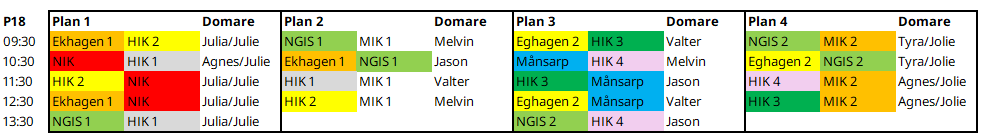 P18 Plan 1 Domare Plan 2 Domare Plan 3 Domare Plan 4 Domare
09:30 Ekhagen 1 HIK 2 Julia/Julie NGIS 1 MIK 1 Melvin Eghagen 2 HIK 3 Valter NGIS 2 MIK 2 Tyra/Jolie
10:30 NIK HIK 1 Agnes/Julie Ekhagen 1 NGIS 1 Jason Månsarp HIK 4 Melvin Eghagen 2 NGIS 2 Tyra/Jolie
11:30 HIK 2 NIK Julia/Julie HIK 1 MIK 1 Valter HIK 3 Månsarp Jason HIK 4 MIK 2 Agnes/Jolie
12:30 Ekhagen 1 NIK Julia/Julie HIK 2 MIK 1 Melvin Eghagen 2 Månsarp Valter HIK 3 MIK 2 Agnes/Jolie
13:30 NGIS 1 HIK 1 Julia/Julie NGIS 2 HIK 4 Jason